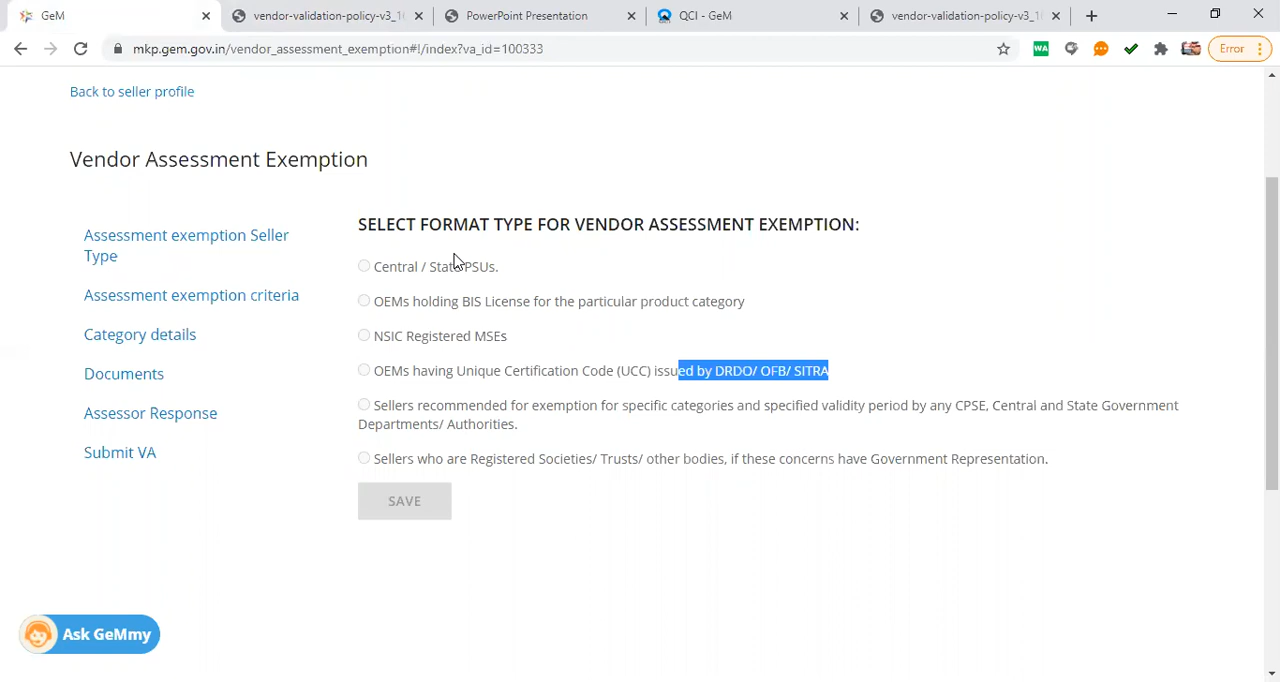 GeM
vendor-validation-policy-v3_1
PowerPoint Presentation
QCI - GeM
vendor-validation-policy-v3_1
mkp.gem.gov.in/vendor_assessment_exemption#!/index?va_id=100333
WA
Error
Back to seller profile
Vendor Assessment Exemption
Assessment exemption Seller
Type
Assessment exemption criteria
Category details
Documents
Assessor Response
Submit VA
SELECT FORMAT TYPE FOR VENDOR ASSESSMENT EXEMPTION:
Central / State PSUs.
OEMs holding BIS License for the particular product category
NSIC Registered MSEs
OEMs having Unique Certification Code (UCC) issued by DRDO/ OFB/ SITRA
Sellers recommended for exemption for specific categories and specified validity period by any CPSE, Central and State Government
Departments/ Authorities.
Sellers who are Registered Societies/ Trusts/ other bodies, if these concerns have Government Representation.
SAVE
Ask GeMmy